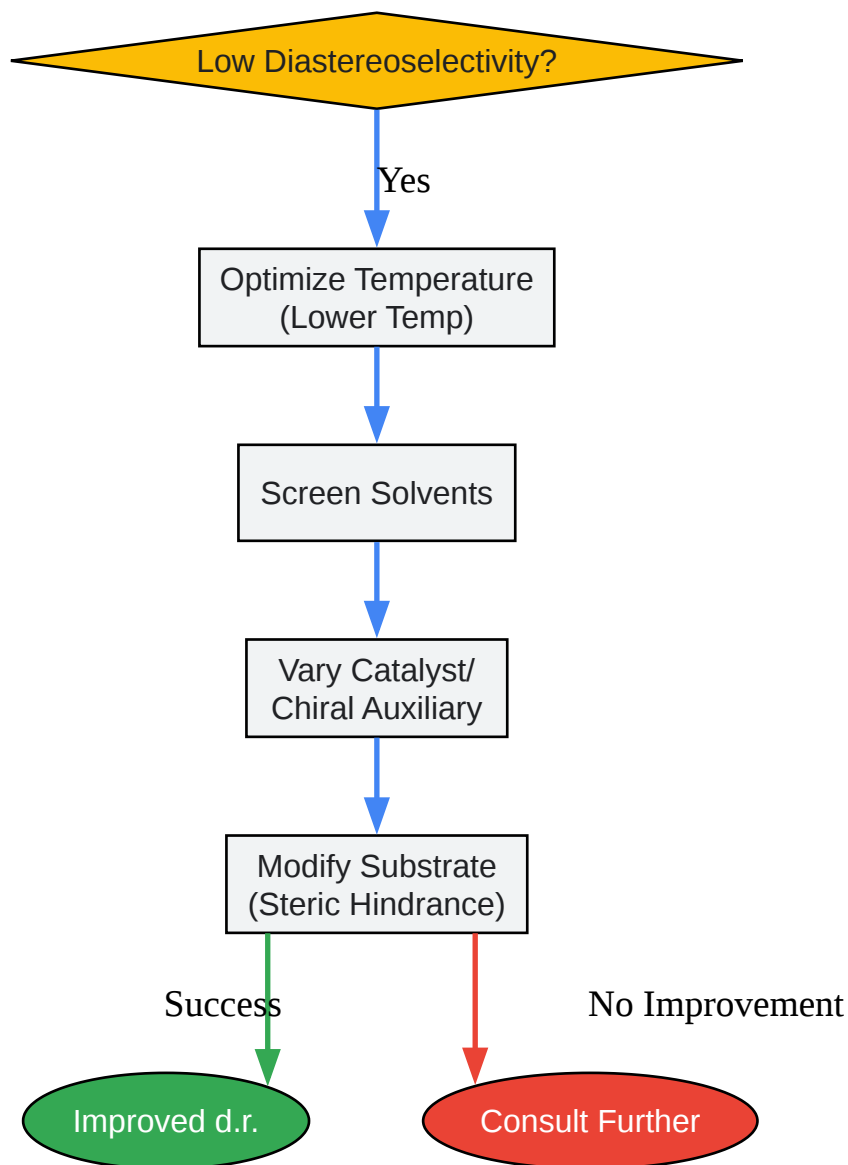 Low Diastereoselectivity?
Yes
Optimize Temperature
(Lower Temp)
Screen Solvents
Vary Catalyst/
Chiral Auxiliary
Modify Substrate
(Steric Hindrance)
Success
No Improvement
Improved d.r.
Consult Further